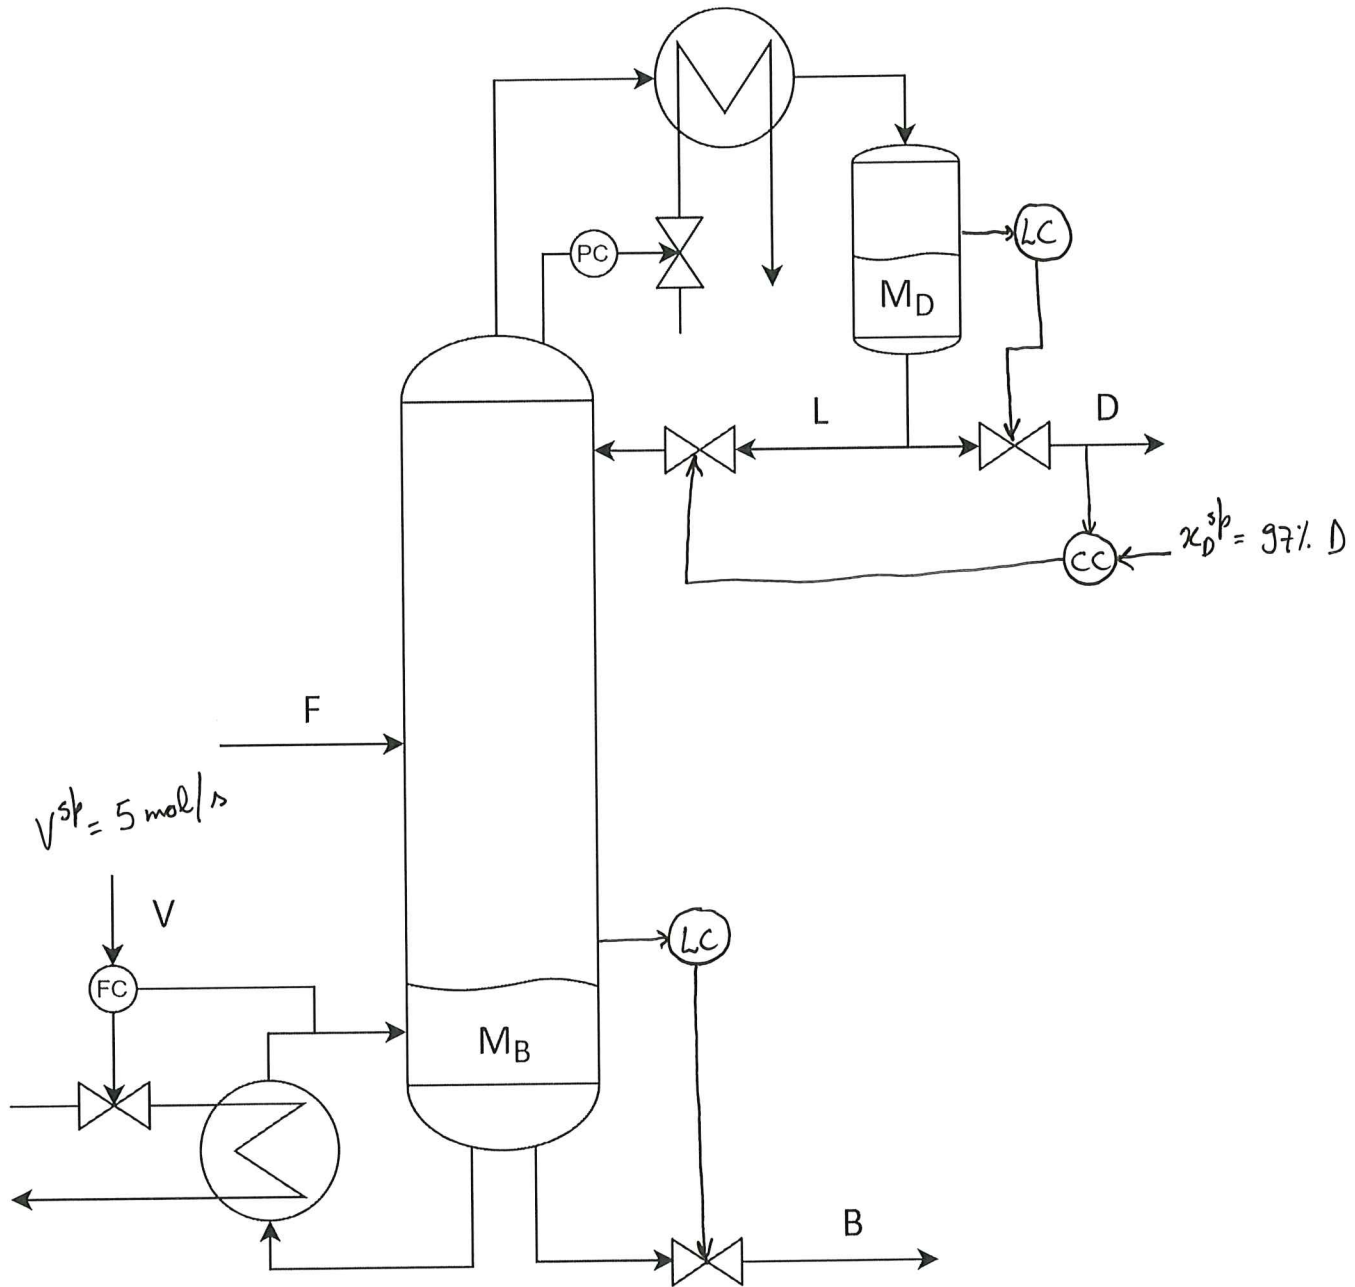 LC
PC
M_D
L
D
x_D^sp = 97% D
CC
F
V^sp = 5 mol/s
V
LC
FC
M_B
B